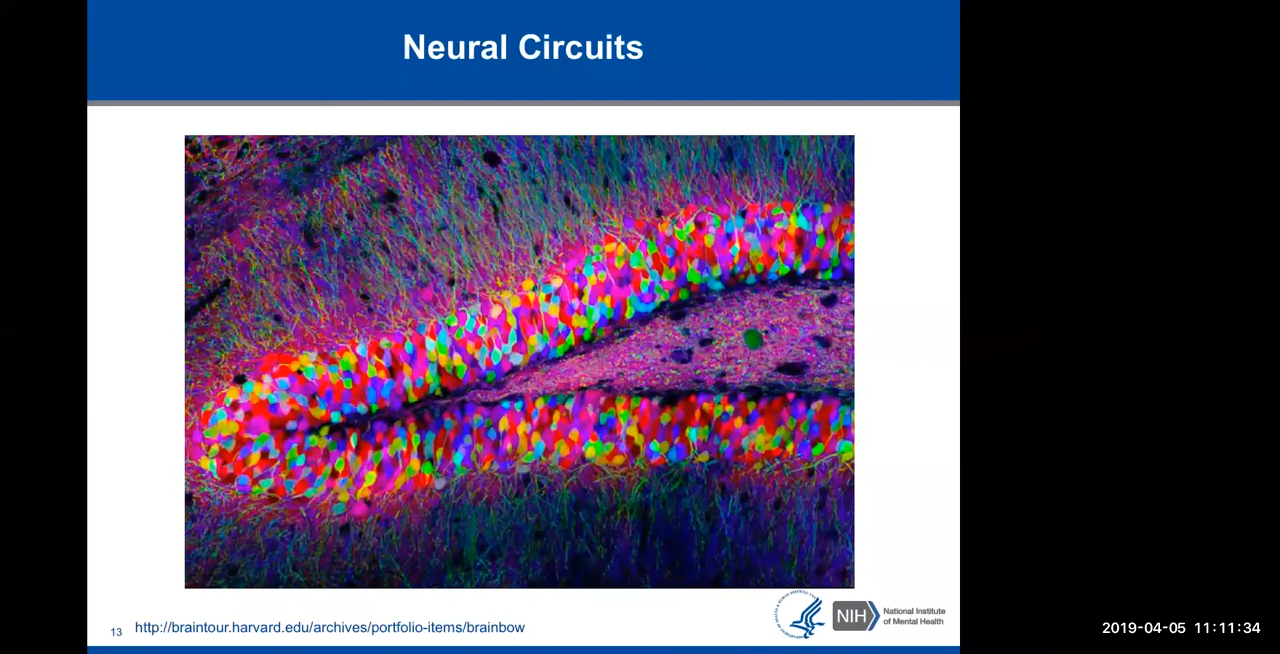 Neural Circuits
13
http://braintour.harvard.edu/archives/portfolio-items/brainbow
NIH
National Institute
of Mental Health
2019-04-05 11:11:34